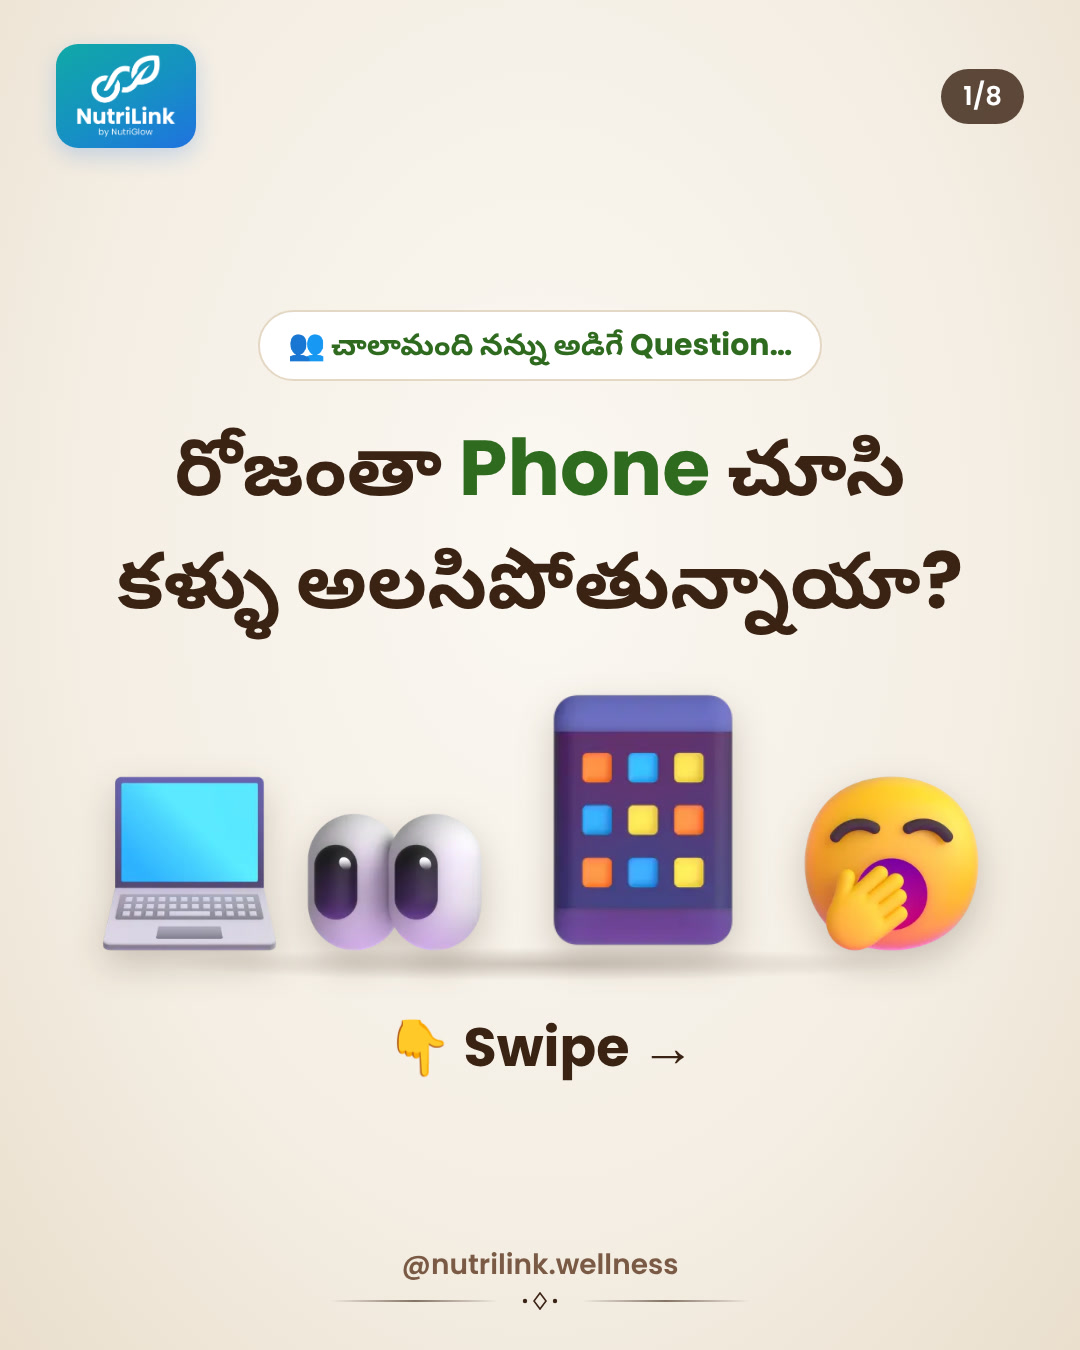 NutriLink
by NutriGlow
1/8
👥 చాలామంది నన్ను అడిగే Question...
రోజంతా Phone చూసి
కళ్ళు అలసిపోతున్నాయా?
👇 Swipe →
@nutrilink.wellness